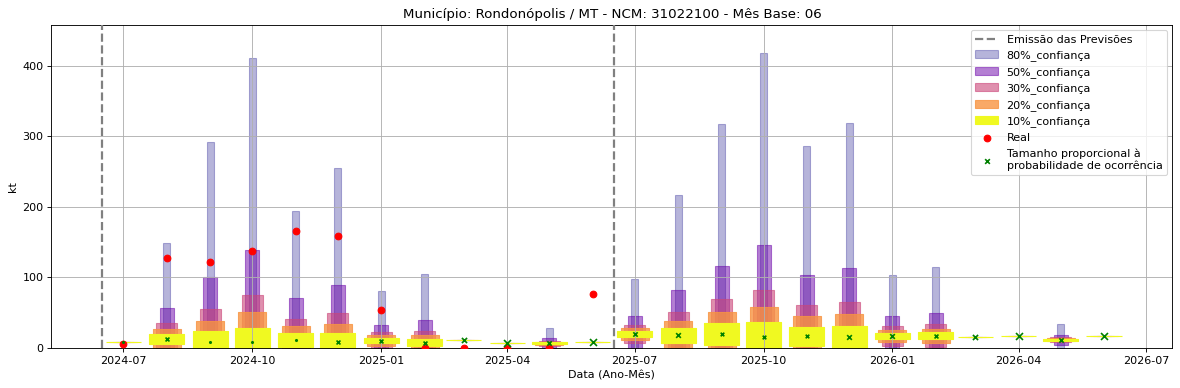 Município: Rondonópolis / MT - NCM: 31022100 - Mês Base: 06
kt
400
300
200
100
0
Emissão das Previsões
80%_confiança
50%_confiança
30%_confiança
20%_confiança
10%_confiança
Real
Tamanho proporcional à
probabilidade de ocorrência
2024-07 2024-10 2025-01 2025-04 2025-07 2025-10 2026-01 2026-04 2026-07
Data (Ano-Mês)